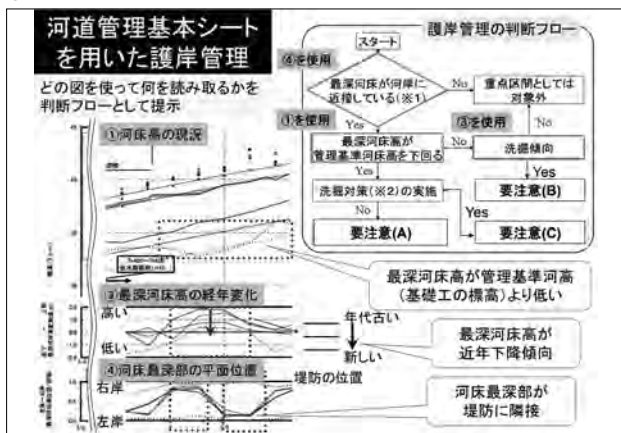 河道管理基本シート
を用いた護岸管理
どの図を使って何を読み取るかを
判断フローとして提示
護岸管理の判断フロー
スタート
④を使用
最深河床が河岸に
近接している(※1)
No
重点区間としては
対象外
Yes
①を使用
③を使用
No
最深河床高が
管理基準河床高を下回る
No
洗掘傾向
Yes
Yes
洗掘対策(※2)の実施
要注意(B)
No
Yes
要注意(A)
要注意(C)
①河床高の現況
最深河床高が管理基準河高
(基礎工の標高)より低い
③最深河床高の経年変化
高い
低い
年代古い
新しい
最深河床高が
近年下降傾向
④河床最深部の平面位置
右岸
左岸
堤防の位置
河床最深部が
堤防に隣接